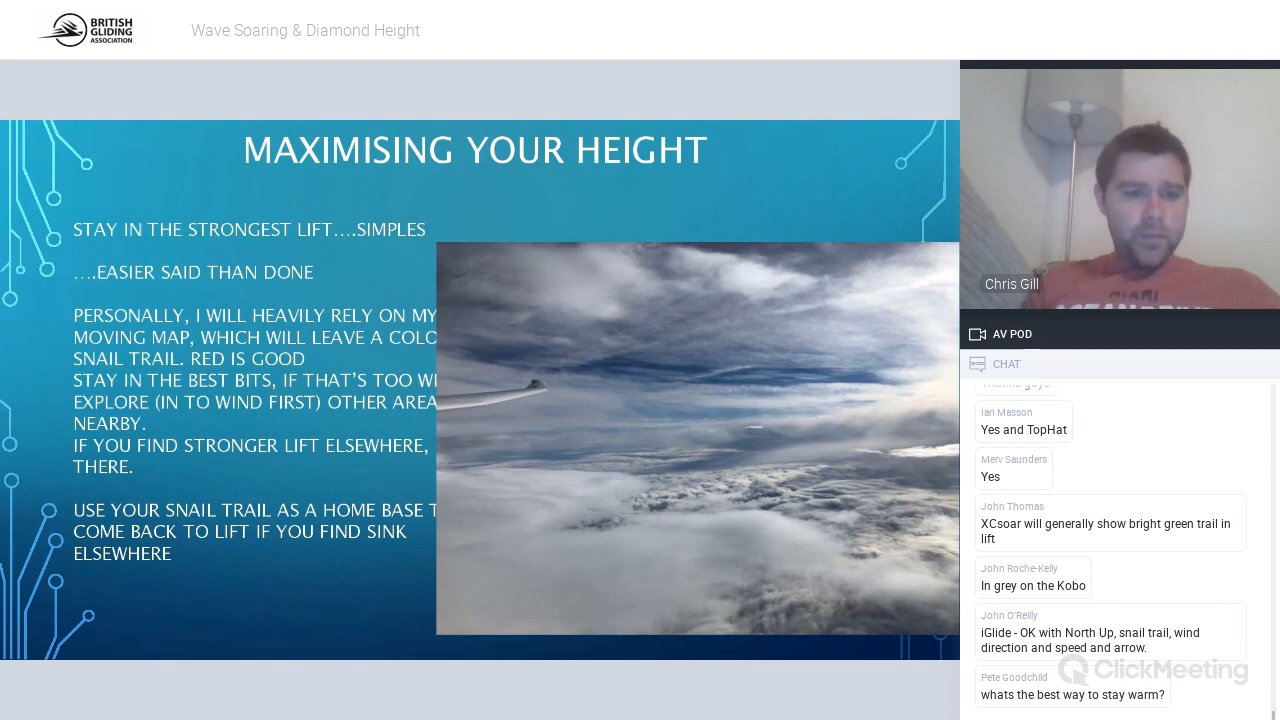 BRITISH
GLIDING
ASSOCIATION
Wave Soaring & Diamond Height
MAXIMISING YOUR HEIGHT
STAY IN THE STRONGEST LIFT....SIMPLES
....EASIER SAID THAN DONE
PERSONALLY, I WILL HEAVILY RELY ON MY
MOVING MAP, WHICH WILL LEAVE A COLO
SNAIL TRAIL. RED IS GOOD
STAY IN THE BEST BITS, IF THAT'S TOO WI
EXPLORE (IN TO WIND FIRST) OTHER AREA
NEARBY.
IF YOU FIND STRONGER LIFT ELSEWHERE,
THERE.
USE YOUR SNAIL TRAIL AS A HOME BASE T
COME BACK TO LIFT IF YOU FIND SINK
ELSEWHERE
Chris Gill
AV POD
CHAT
Thanks guys.
Ian Masson
Yes and TopHat
Merv Saunders
Yes
John Thomas
XCsoar will generally show bright green trail in
lift
John Roche-Kelly
In grey on the Kobo
John O'Reilly
iGlide - OK with North Up, snail trail, wind
direction and speed and arrow.
Pete Goodchild
whats the best way to stay warm?
ClickMeeting